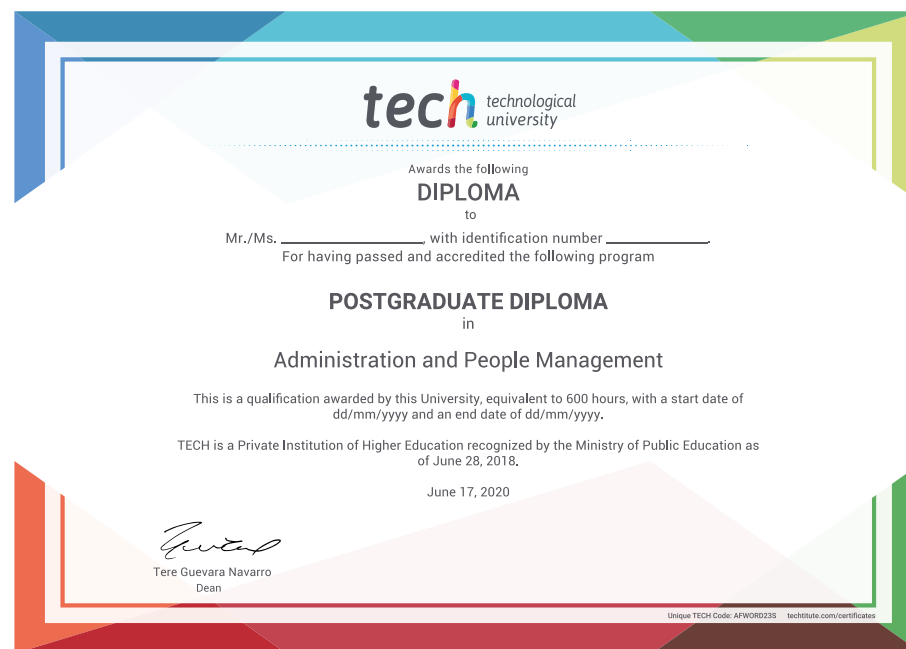 tech technological
university
Awards the following
DIPLOMA
to
Mr./Ms. ____________________, with identification number ______________.
For having passed and accredited the following program
POSTGRADUATE DIPLOMA
in
Administration and People Management
This is a qualification awarded by this University, equivalent to 600 hours, with a start date of
dd/mm/yyyy and an end date of dd/mm/yyyy.
TECH is a Private Institution of Higher Education recognized by the Ministry of Public Education as
of June 28, 2018.
June 17, 2020
Tere Guevara Navarro
Dean
Unique TECH Code: AFWORD23S techtitute.com/certificates